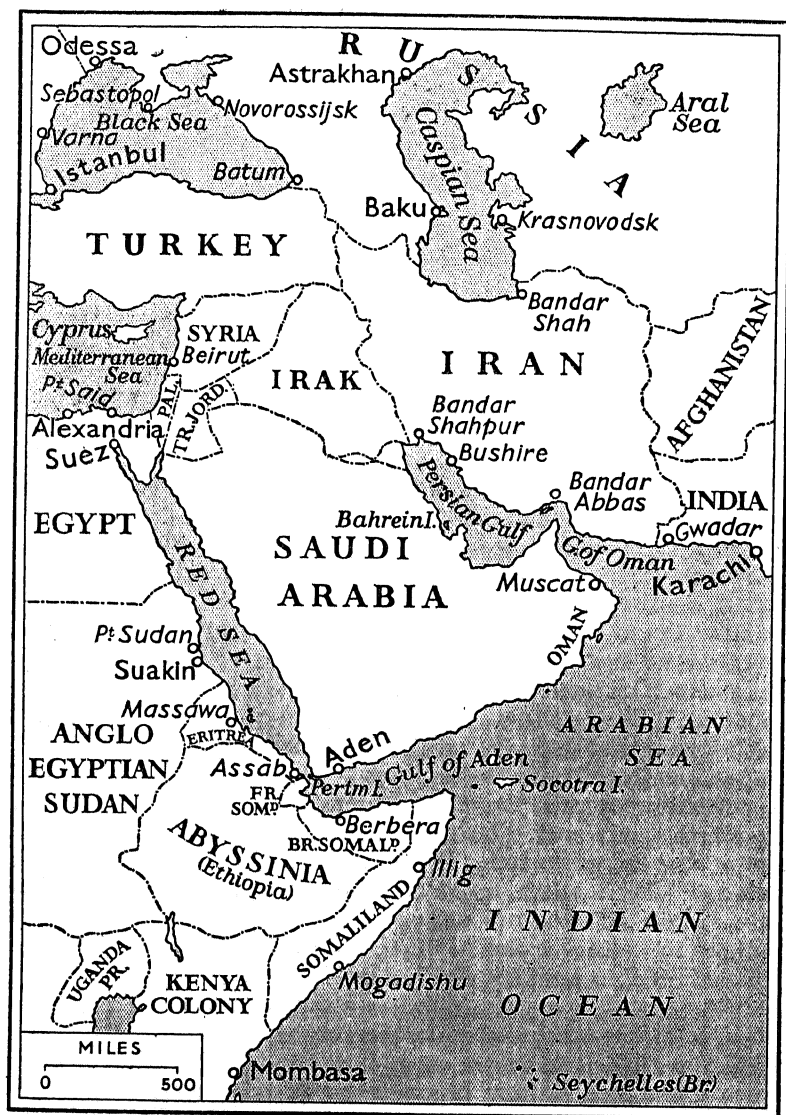 RUSSIA
Odessa
Astrakhan
Sebastopol
Novorossijsk
Aral
Sea
Black Sea
Varna
Istanbul
Caspian Sea
Batum
Baku
Krasnovodsk
TURKEY
Bandar
Shah
Cyprus
SYRIA
Mediterranean
Sea
Beirut
IRAN
AFGHANISTAN
IRAK
Pt Said
PAL.
TR.JORD.
Alexandria
Suez
Bandar
Shahpur
Bushire
Persian Gulf
Bandar
Abbas
INDIA
Gwadar
Karachi
EGYPT
Bahrein I.
G of Oman
SAUDI
ARABIA
Muscat
RED SEA
OMAN
Pt Sudan
Suakin
Massawa
ERITREA
ANGLO
EGYPTIAN
SUDAN
ARABIAN
SEA
Aden
Assab
Gulf of Aden
Perim I.
Socotra I.
FR.
SOMD.
Berbera
BR. SOMALD.
ABYSSINIA
(Ethiopia)
Illig
SOMALILAND
INDIAN
OCEAN
UGANDA
PR.
KENYA
COLONY
Mogadishu
MILES
0 500
Mombasa
Seychelles (Br.)